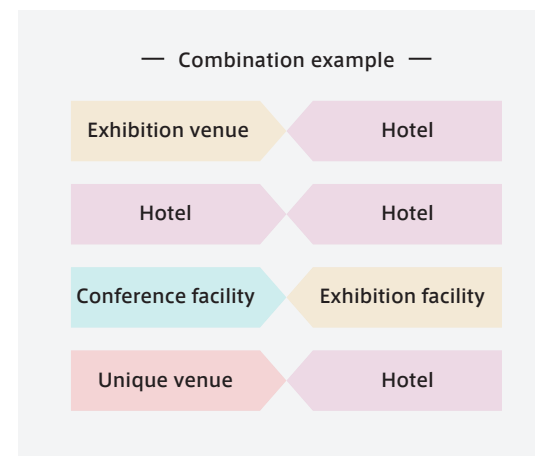 — Combination example —
Exhibition venue Hotel
Hotel Hotel
Conference facility Exhibition facility
Unique venue Hotel